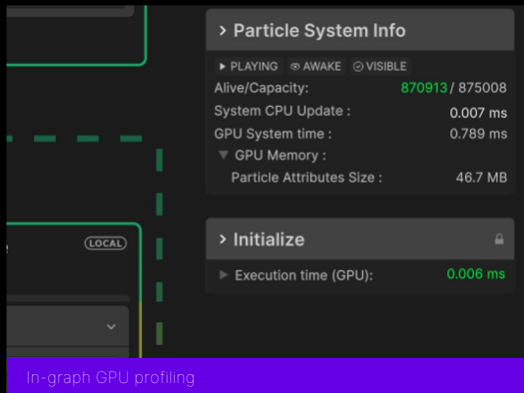 > Particle System Info
PLAYING AWAKE VISIBLE
Alive/Capacity: 870913 / 875008
System CPU Update : 0.007 ms
GPU System time : 0.789 ms
GPU Memory :
Particle Attributes Size : 46.7 MB
LOCAL
> Initialize
Execution time (GPU): 0.006 ms
In-graph GPU profiling